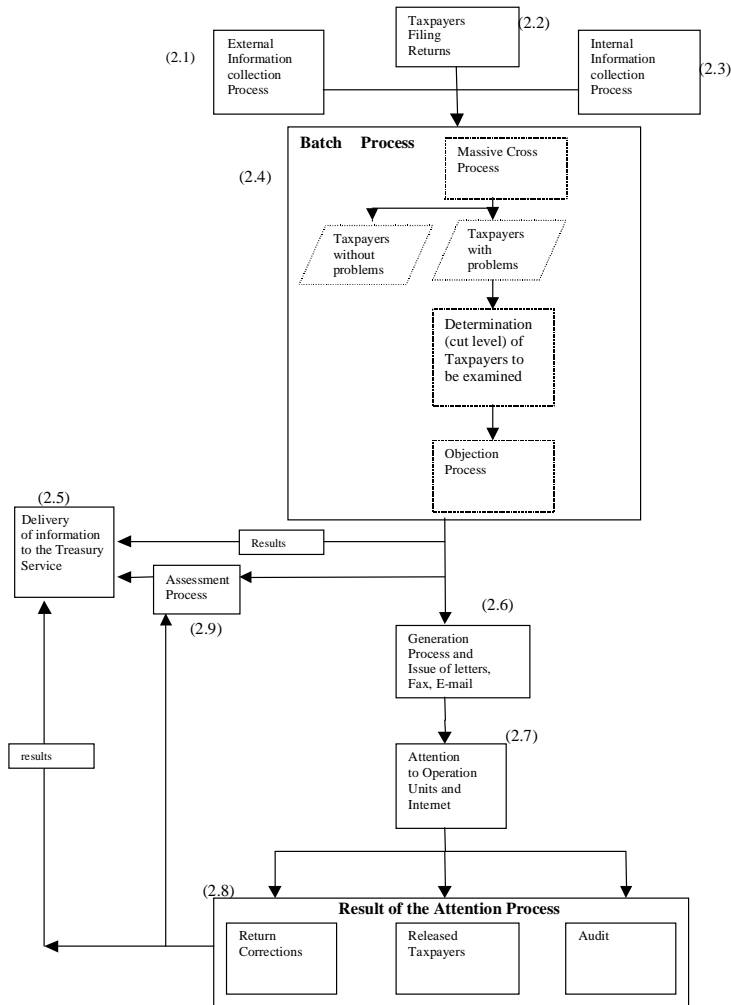 (2.1)
External
Information
collection
Process
Taxpayers
Filing
Returns
(2.2)
Internal
Information
collection
Process
(2.3)
Batch Process
(2.4)
Massive Cross
Process
Taxpayers
without
problems
Taxpayers
with
problems
Determination
(cut level) of
Taxpayers to
be examined
Objection
Process
(2.5)
Delivery
of information
to the Treasury
Service
Results
Assessment
Process
(2.9)
(2.6)
Generation
Process and
Issue of letters,
Fax, E-mail
(2.7)
Attention
to Operation
Units and
Internet
results
(2.8)
Result of the Attention Process
Return
Corrections
Released
Taxpayers
Audit